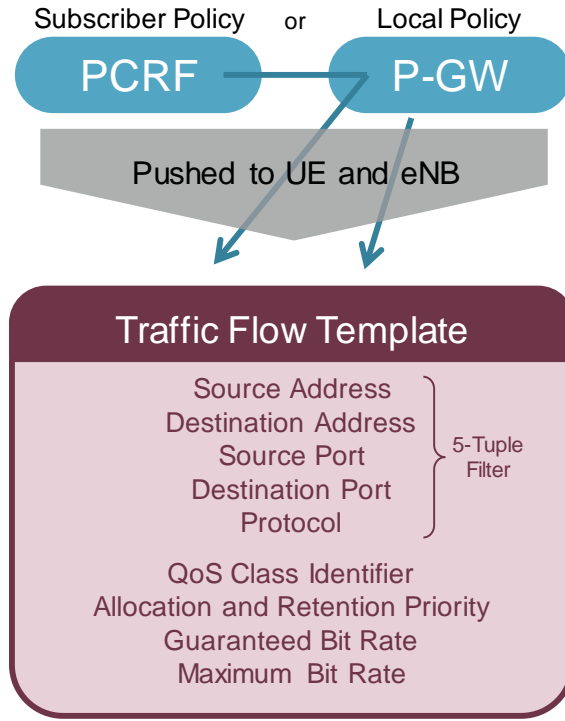 Subscriber Policy or Local Policy
PCRF P-GW
Pushed to UE and eNB
Traffic Flow Template
Source Address
Destination Address
Source Port
Destination Port
Protocol
5-Tuple
Filter
QoS Class Identifier
Allocation and Retention Priority
Guaranteed Bit Rate
Maximum Bit Rate